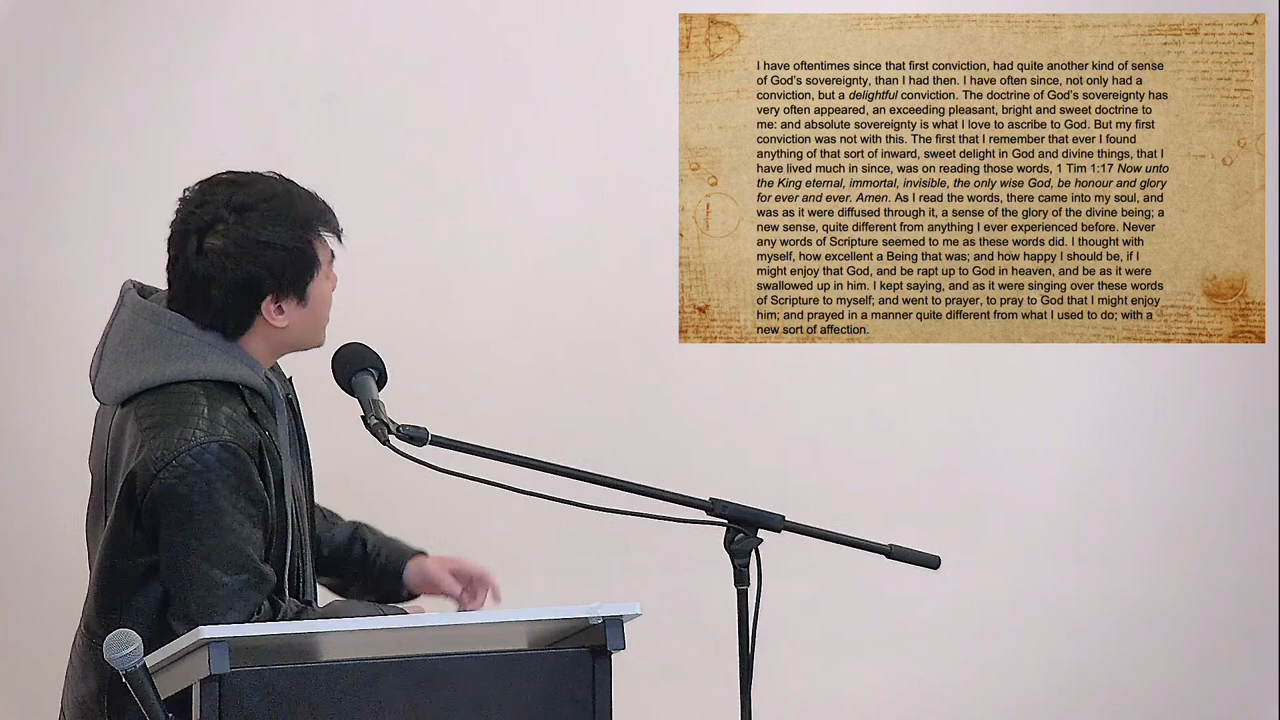 I have oftentimes since that first conviction, had quite another kind of sense
of God's sovereignty, than I had then. I have often since, not only had a
conviction, but a delightful conviction. The doctrine of God's sovereignty has
very often appeared, an exceeding pleasant, bright and sweet doctrine to
me: and absolute sovereignty is what I love to ascribe to God. But my first
conviction was not with this. The first that I remember that ever I found
anything of that sort of inward, sweet delight in God and divine things, that I
have lived much in since, was on reading those words, 1 Tim 1:17 Now unto
the King eternal, immortal, invisible, the only wise God, be honour and glory
for ever and ever. Amen. As I read the words, there came into my soul, and
was as it were diffused through it, a sense of the glory of the divine being; a
new sense, quite different from anything I ever experienced before. Never
any words of Scripture seemed to me as these words did. I thought with
myself, how excellent a Being that was; and how happy I should be, if I
might enjoy that God, and be rapt up to God in heaven, and be as it were
swallowed up in him. I kept saying, and as it were singing over these words
of Scripture to myself; and went to prayer, to pray to God that I might enjoy
him; and prayed in a manner quite different from what I used to do; with a
new sort of affection.